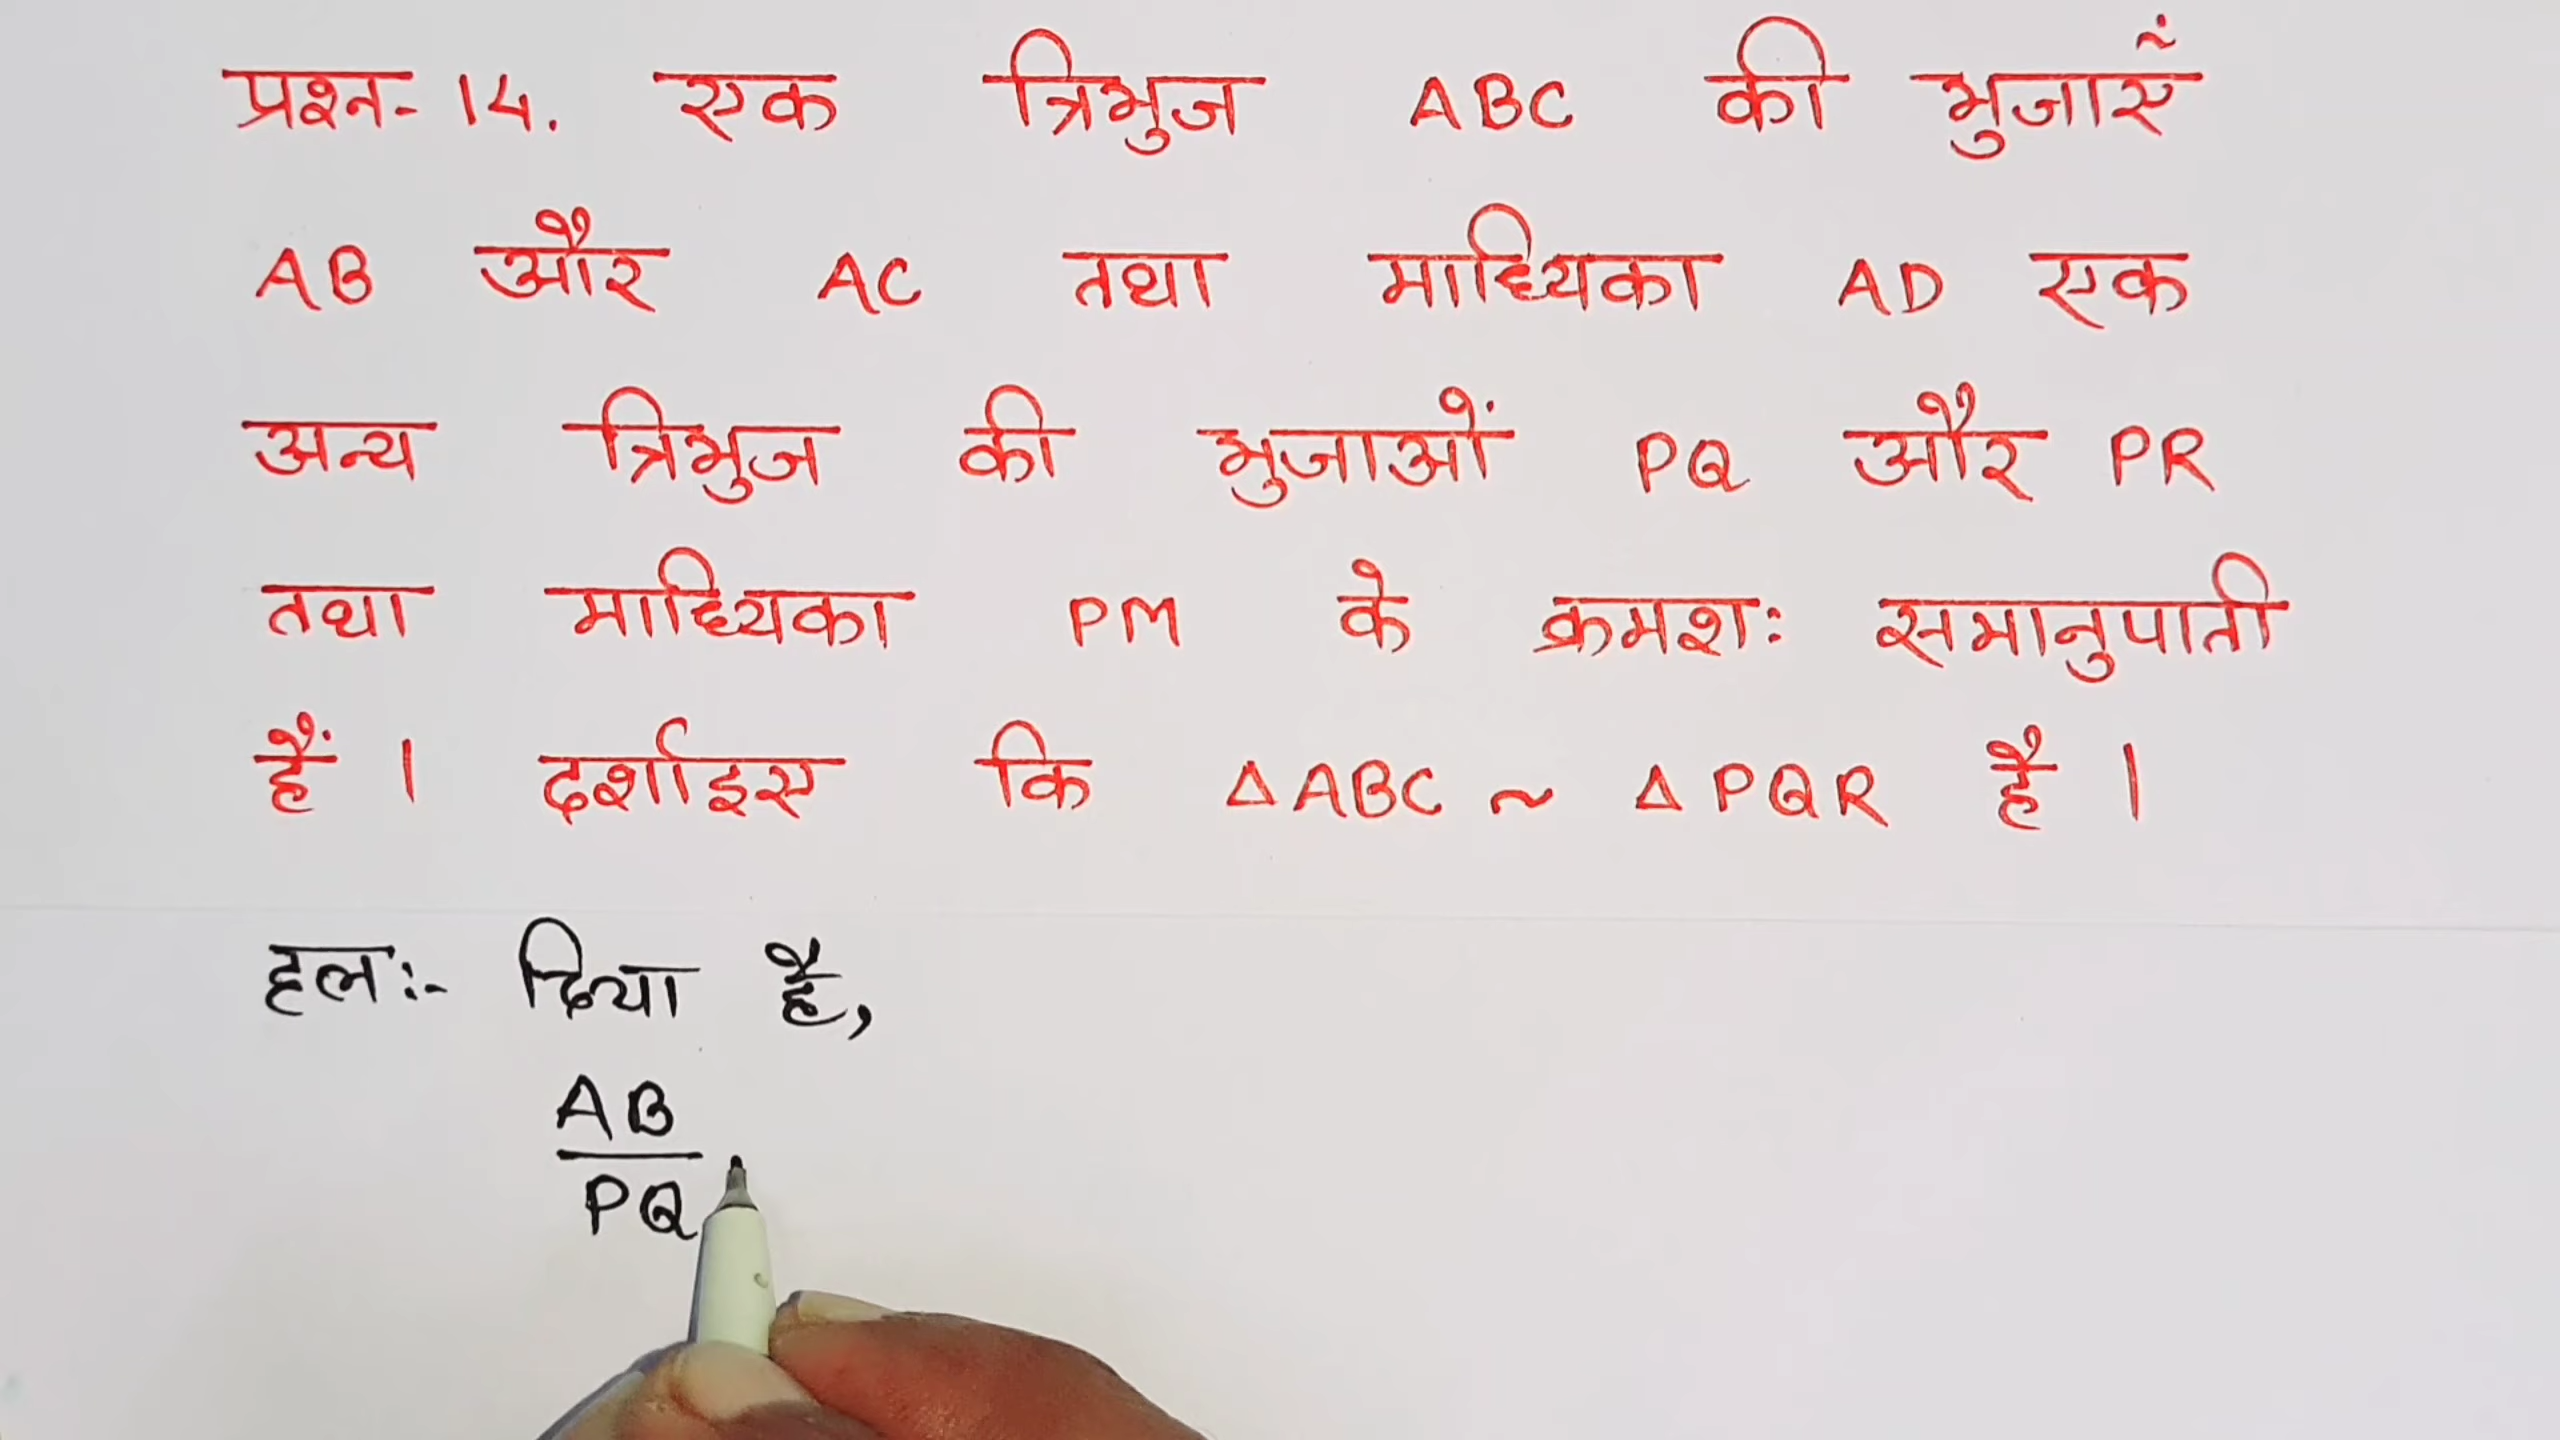 प्रश्न-14. एक त्रिभुज ABC की भुजाएँ
AB और AC तथा माध्यिका AD एक
अन्य त्रिभुज की भुजाओं PQ और PR
तथा माध्यिका PM के क्रमशः समानुपाती
हैं । दर्शाइए कि ΔABC ~ ΔPQR है ।
हल:- दिया है,
AB
PQ